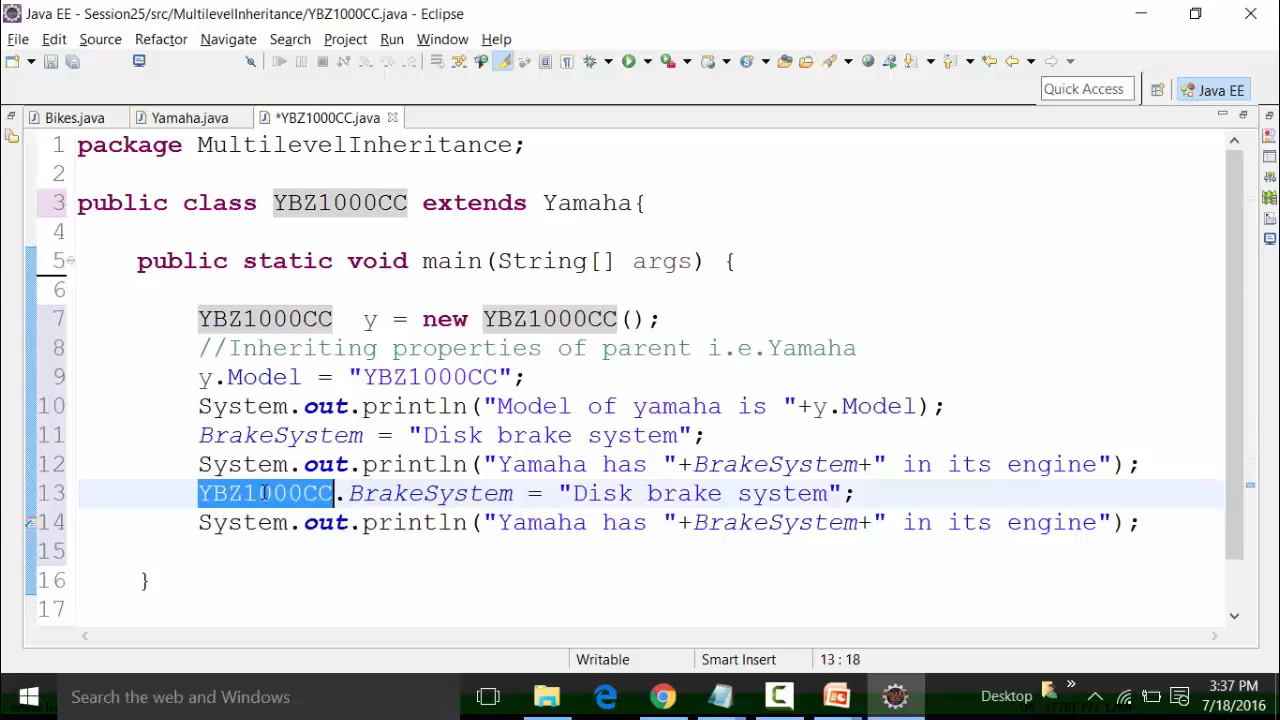 Java EE - Session25/src/MultilevelInheritance/YBZ1000CC.java - Eclipse
File Edit Source Refactor Navigate Search Project Run Window Help
Quick Access Java EE
Bikes.java Yamaha.java *YBZ1000CC.java
1 package MultilevelInheritance;
2
3 public class YBZ1000CC extends Yamaha{
4
5 public static void main(String[] args) {
6
7 YBZ1000CC y = new YBZ1000CC();
8 //Inheriting properties of parent i.e.Yamaha
9 y.Model = "YBZ1000CC";
10 System.out.println("Model of yamaha is "+y.Model);
11 BrakeSystem = "Disk brake system";
12 System.out.println("Yamaha has "+BrakeSystem+" in its engine");
13 YBZ1000CC.BrakeSystem = "Disk brake system";
14 System.out.println("Yamaha has "+BrakeSystem+" in its engine");
15
16 }
17
Writable Smart Insert 13 : 18
Search the web and Windows Desktop 3:37 PM
7/18/2016